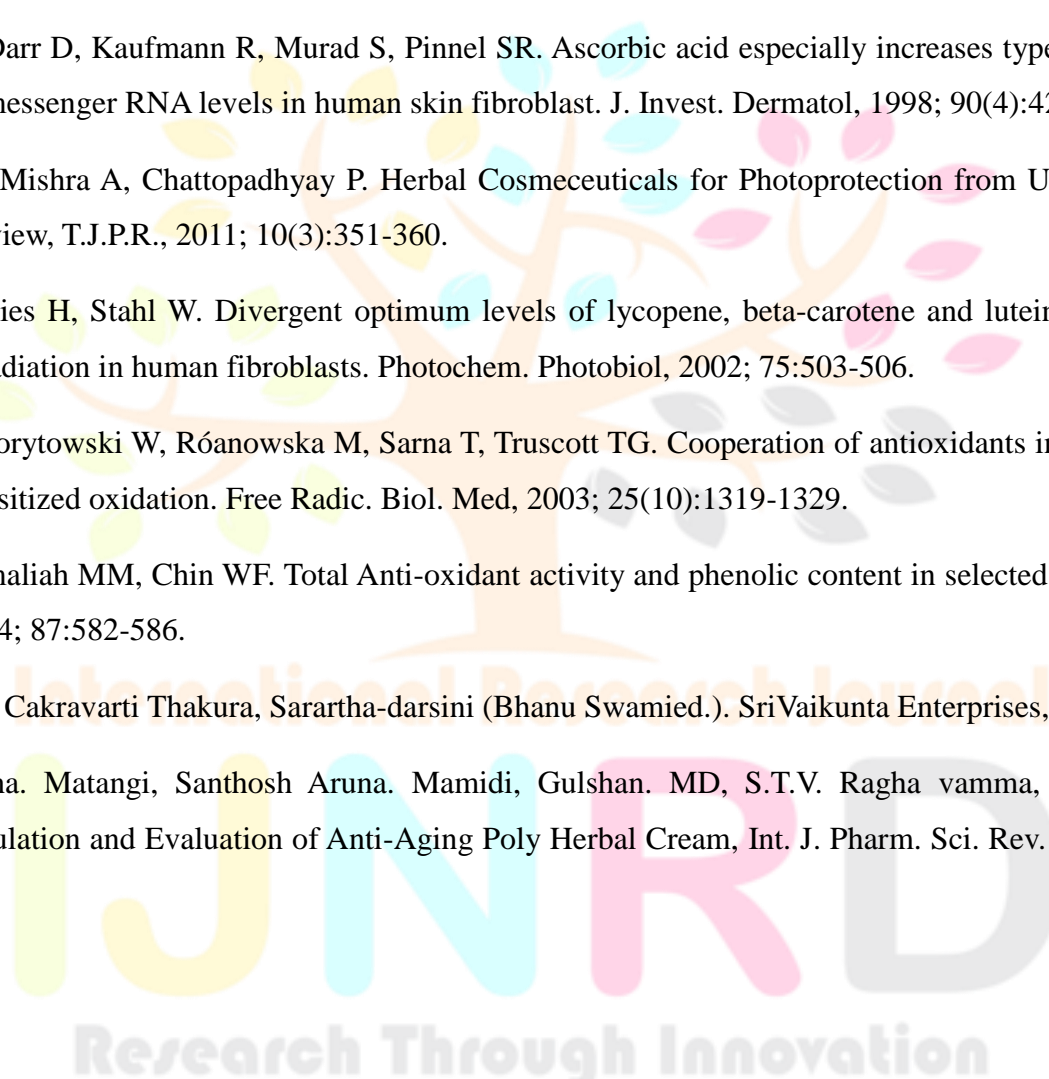 Darr D, Kaufmann R, Murad S, Pinnel SR. Ascorbic acid especially increases type
messenger RNA levels in human skin fibroblast. J. Invest. Dermatol, 1998; 90(4):42
Mishra A, Chattopadhyay P. Herbal Cosmeceuticals for Photoprotection from U
view, T.J.P.R., 2011; 10(3):351-360.
ies H, Stahl W. Divergent optimum levels of lycopene, beta-carotene and lutein
adiation in human fibroblasts. Photochem. Photobiol, 2002; 75:503-506.
orytowski W, Róanowska M, Sarna T, Truscott TG. Cooperation of antioxidants in
sitized oxidation. Free Radic. Biol. Med, 2003; 25(10):1319-1329.
haliah MM, Chin WF. Total Anti-oxidant activity and phenolic content in selected
4; 87:582-586.
International Research Journal
Cakravarti Thakura, Sarartha-darsini (Bhanu Swamied.). SriVaikunta Enterprises,
na. Matangi, Santhosh Aruna. Mamidi, Gulshan. MD, S.T.V. Ragha vamma,
ulation and Evaluation of Anti-Aging Poly Herbal Cream, Int. J. Pharm. Sci. Rev.
IJNRD
Research Through Innovation